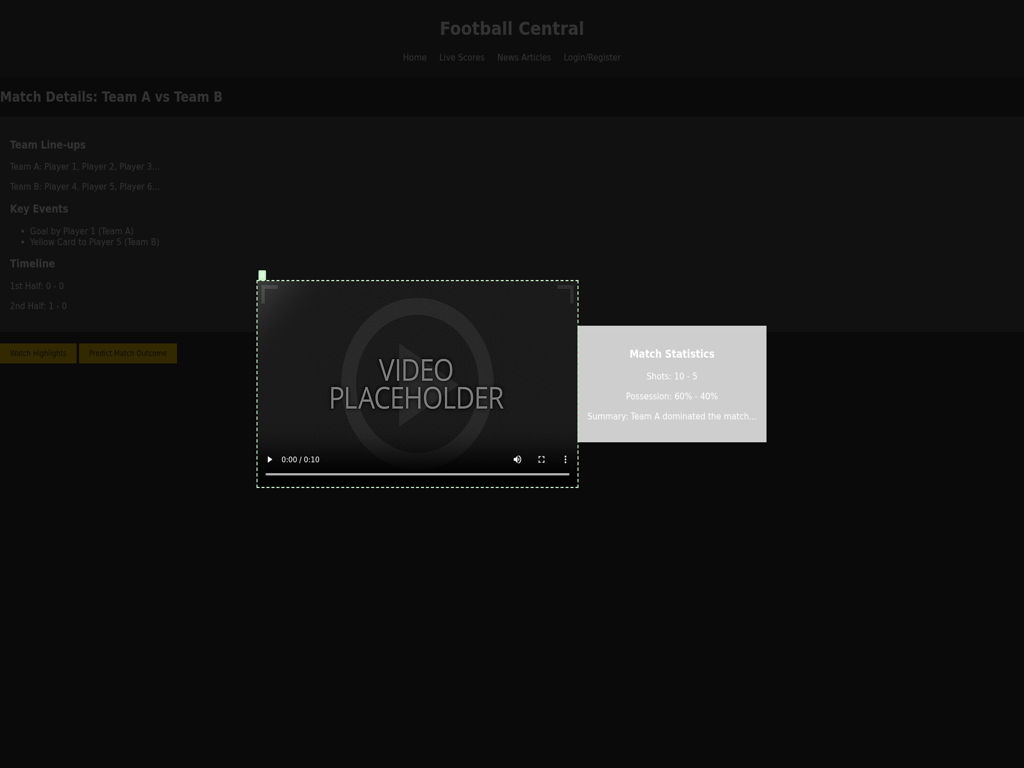 Football Central
Home Live Scores News Articles Login/Register
Match Details: Team A vs Team B
Team Line-ups
Team A: Player 1, Player 2, Player 3...
Team B: Player 4, Player 5, Player 6...
Key Events
• Goal by Player 1 (Team A)
• Yellow Card to Player 5 (Team B)
Timeline
1st Half: 0 - 0
2nd Half: 1 - 0
Match Highlights Predict Match Outcome
VIDEO
PLACEHOLDER
0:00 / 0:10
Match Statistics
Shots: 10 - 5
Possession: 60% - 40%
Summary: Team A dominated the match...